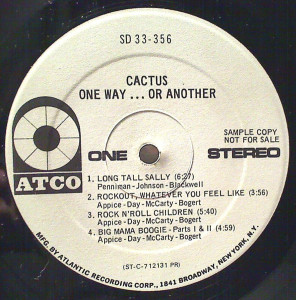 SD 33-356
CACTUS
ONE WAY ... OR ANOTHER
SAMPLE COPY
NOT FOR SALE
ATCO
ONE
STEREO
1. LONG TALL SALLY (6:27)
Penniman-Johnson-Blackwell
2. ROCKOUT, WHATEVER YOU FEEL LIKE (3:56)
Appice-Day-McCarty-Bogert
3. ROCK N'ROLL CHILDREN (5:40)
Appice-Day-McCarty-Bogert
4. BIG MAMA BOOGIE - Parts I & II (4:59)
Appice-Day-McCarty-Bogert
(ST-C-712131 PR)
MFG. BY ATLANTIC RECORDING CORP., 1841 BROADWAY, NEW YORK, N.Y.